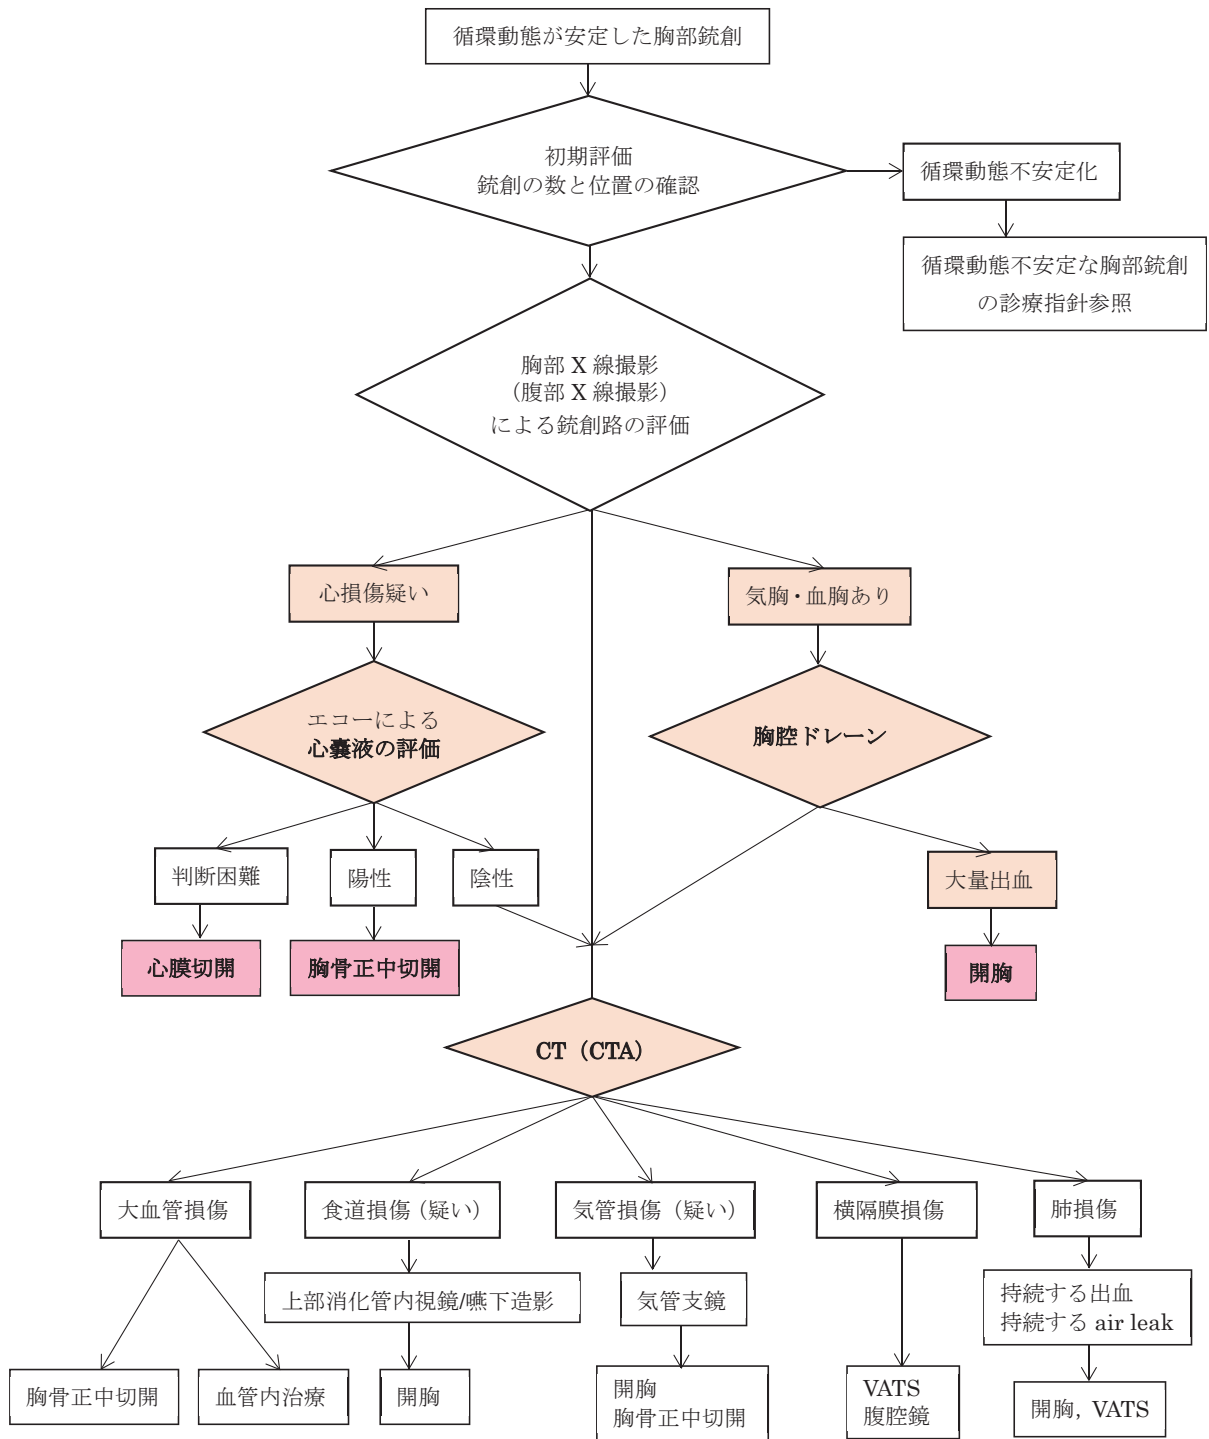 循環動態が安定した胸部銃創
初期評価
銃創の数と位置の確認
循環動態不安定化
循環動態不安定な胸部銃創
の診療指針参照
胸部 X 線撮影
（腹部 X 線撮影）
による銃創路の評価
心損傷疑い
気胸・血胸あり
エコーによる
心囊液の評価
胸腔ドレーン
判断困難
陽性
陰性
大量出血
心膜切開
胸骨正中切開
開胸
CT（CTA）
大血管損傷
食道損傷（疑い）
気管損傷（疑い）
横隔膜損傷
肺損傷
上部消化管内視鏡/嚥下造影
気管支鏡
持続する出血
持続する air leak
胸骨正中切開
血管内治療
開胸
開胸
胸骨正中切開
VATS
腹腔鏡
開胸, VATS